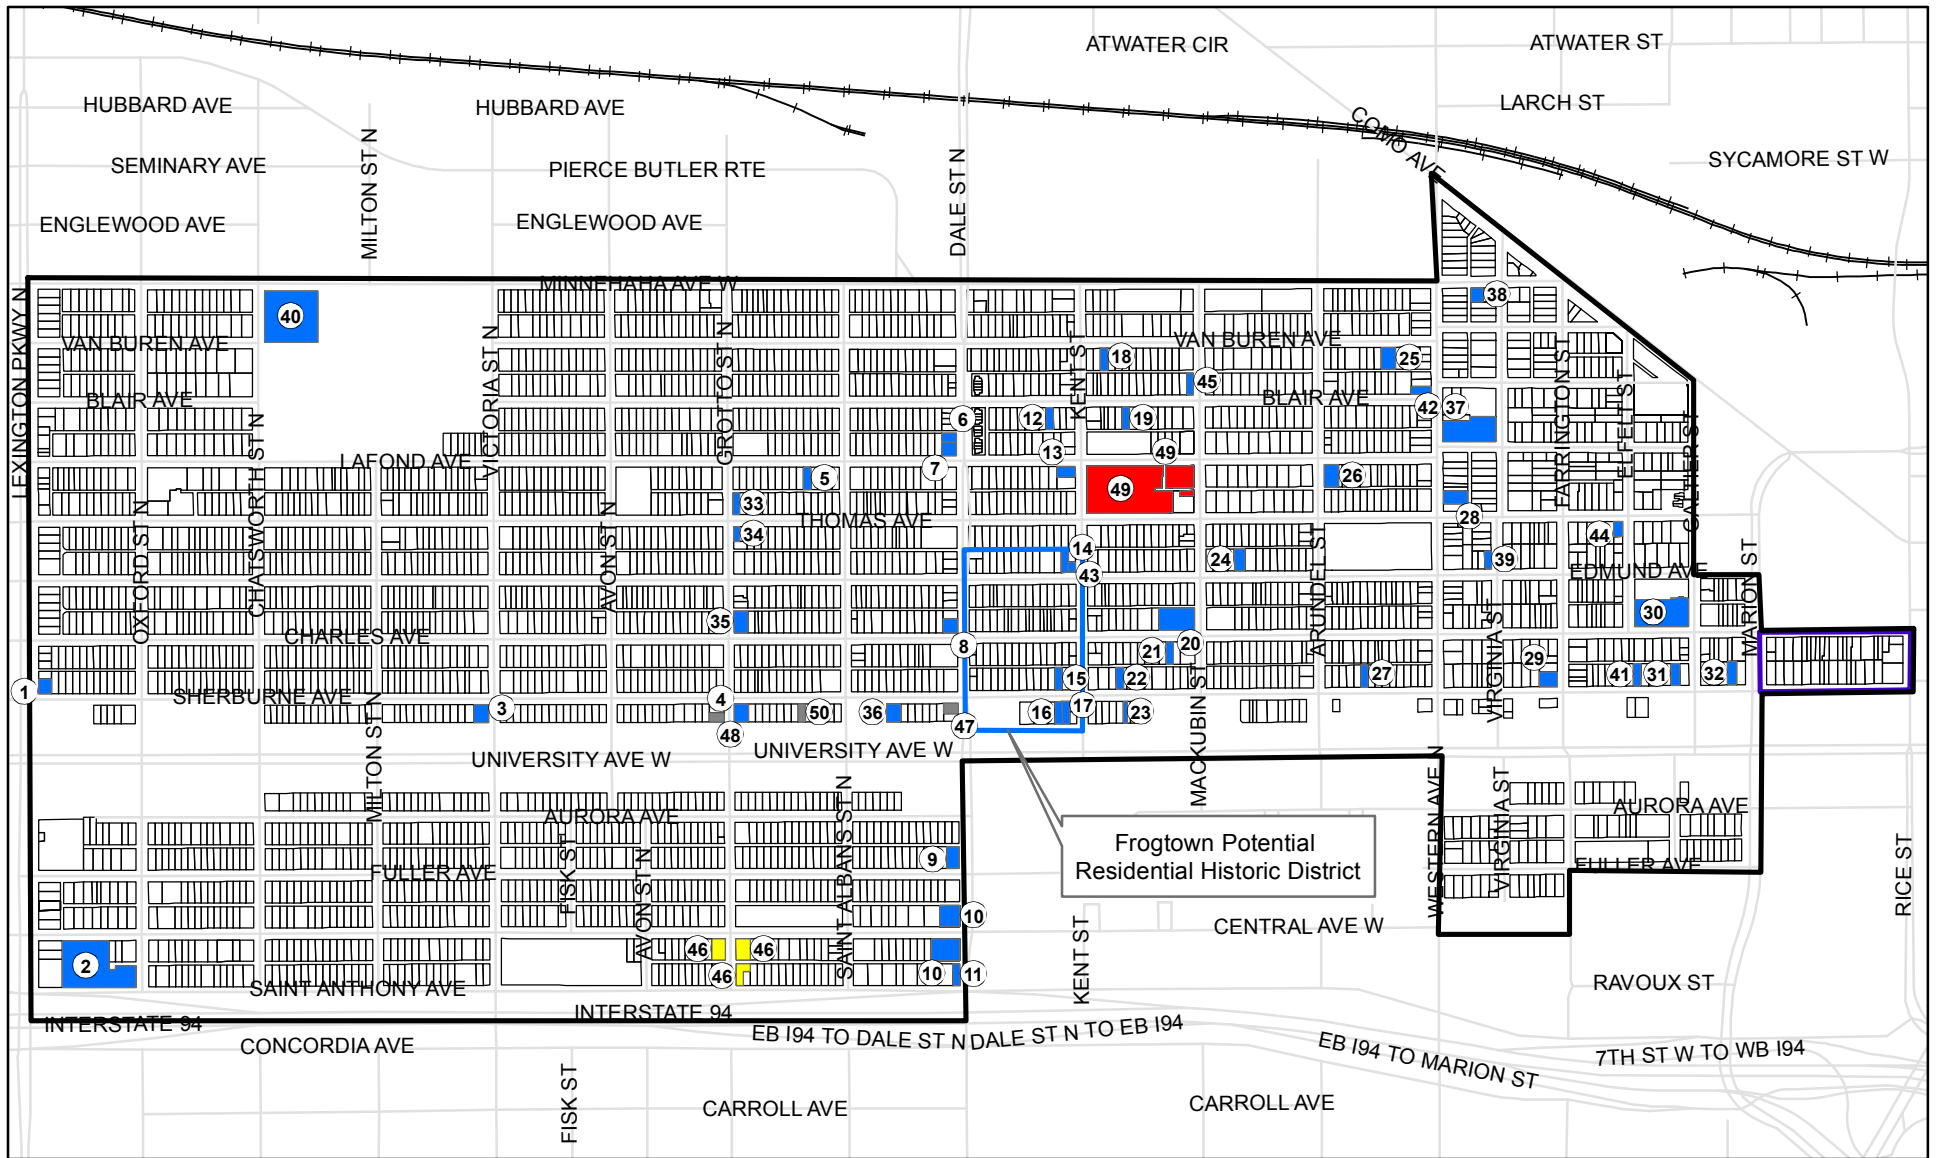 ATWATER CIR
ATWATER ST
HUBBARD AVE
HUBBARD AVE
LARCH ST
COMO AVE
SEMINARY AVE
MILTON ST N
PIERCE BUTLER RTE
DALE ST N
SYCAMORE ST W
ENGLEWOOD AVE
ENGLEWOOD AVE
MINNEHAHA AVE W
LEXINGTON PKWY N
40
38
VAN BUREN AVE
VICTORIA ST N
GROTTO ST N
KENT ST
VAN BUREN AVE
18
25
FARRINGTON ST
ELFELT ST
45
BLAIR AVE
BLAIR AVE
42
37
6
12
19
GALTIER ST
CHATSWORTH ST N
LAFOND AVE
7
13
49
5
49
26
33
28
OXFORD ST N
AVON ST N
THOMAS AVE
34
44
14
24
39
ARUNDEL ST
MARION ST
43
EDMUND AVE
35
30
CHARLES AVE
8
21
20
VIRGINIA ST
29
1
SHERBURNE AVE
15
22
27
41
31
32
MILTON ST N
4
3
50
36
16
17
23
MACKUBIN ST
48
47
UNIVERSITY AVE W
UNIVERSITY AVE W
SAINT ALBANS ST N
WESTERN AVE N
VIRGINIA ST
AURORA AVE
AURORA AVE
Frogtown Potential
Residential Historic District
9
FULLER AVE
FISK ST
AVON ST N
FULLER AVE
RICE ST
10
KENT ST
CENTRAL AVE W
46
46
2
46
10
11
SAINT ANTHONY AVE
RAVOUX ST
INTERSTATE 94
INTERSTATE 94
EB I94 TO DALE ST N
DALE ST N TO EB I94
CONCORDIA AVE
EB I94 TO MARION ST
7TH ST W TO WB I94
FISK ST
CARROLL AVE
CARROLL AVE